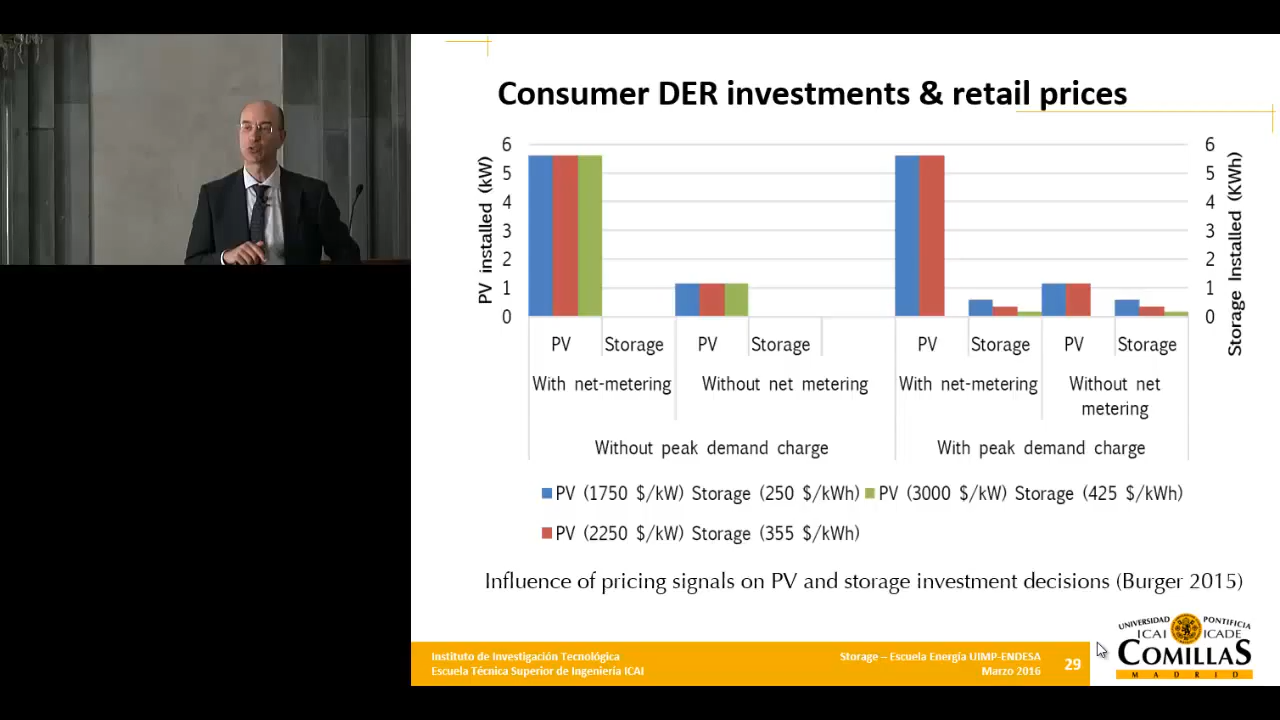 Consumer DER investments & retail prices
PV installed (kW)
6
5
4
3
2
1
0
6
5
4
3
2
1
0
Storage Installed (KWh)
PV Storage PV Storage PV Storage PV Storage
With net-metering Without net metering With net-metering Without net
metering
Without peak demand charge With peak demand charge
PV (1750 $/kW) Storage (250 $/kWh) PV (3000 $/kW) Storage (425 $/kWh)
PV (2250 $/kW) Storage (355 $/kWh)
Influence of pricing signals on PV and storage investment decisions (Burger 2015)
Instituto de Investigación Tecnológica
Escuela Técnica Superior de Ingeniería ICAI
Storage – Escuela Energía UIMP-ENDESA
Marzo 2016
29
UNIVERSIDAD PONTIFICIA
ICAI ICADE
COMILLAS
MADRID